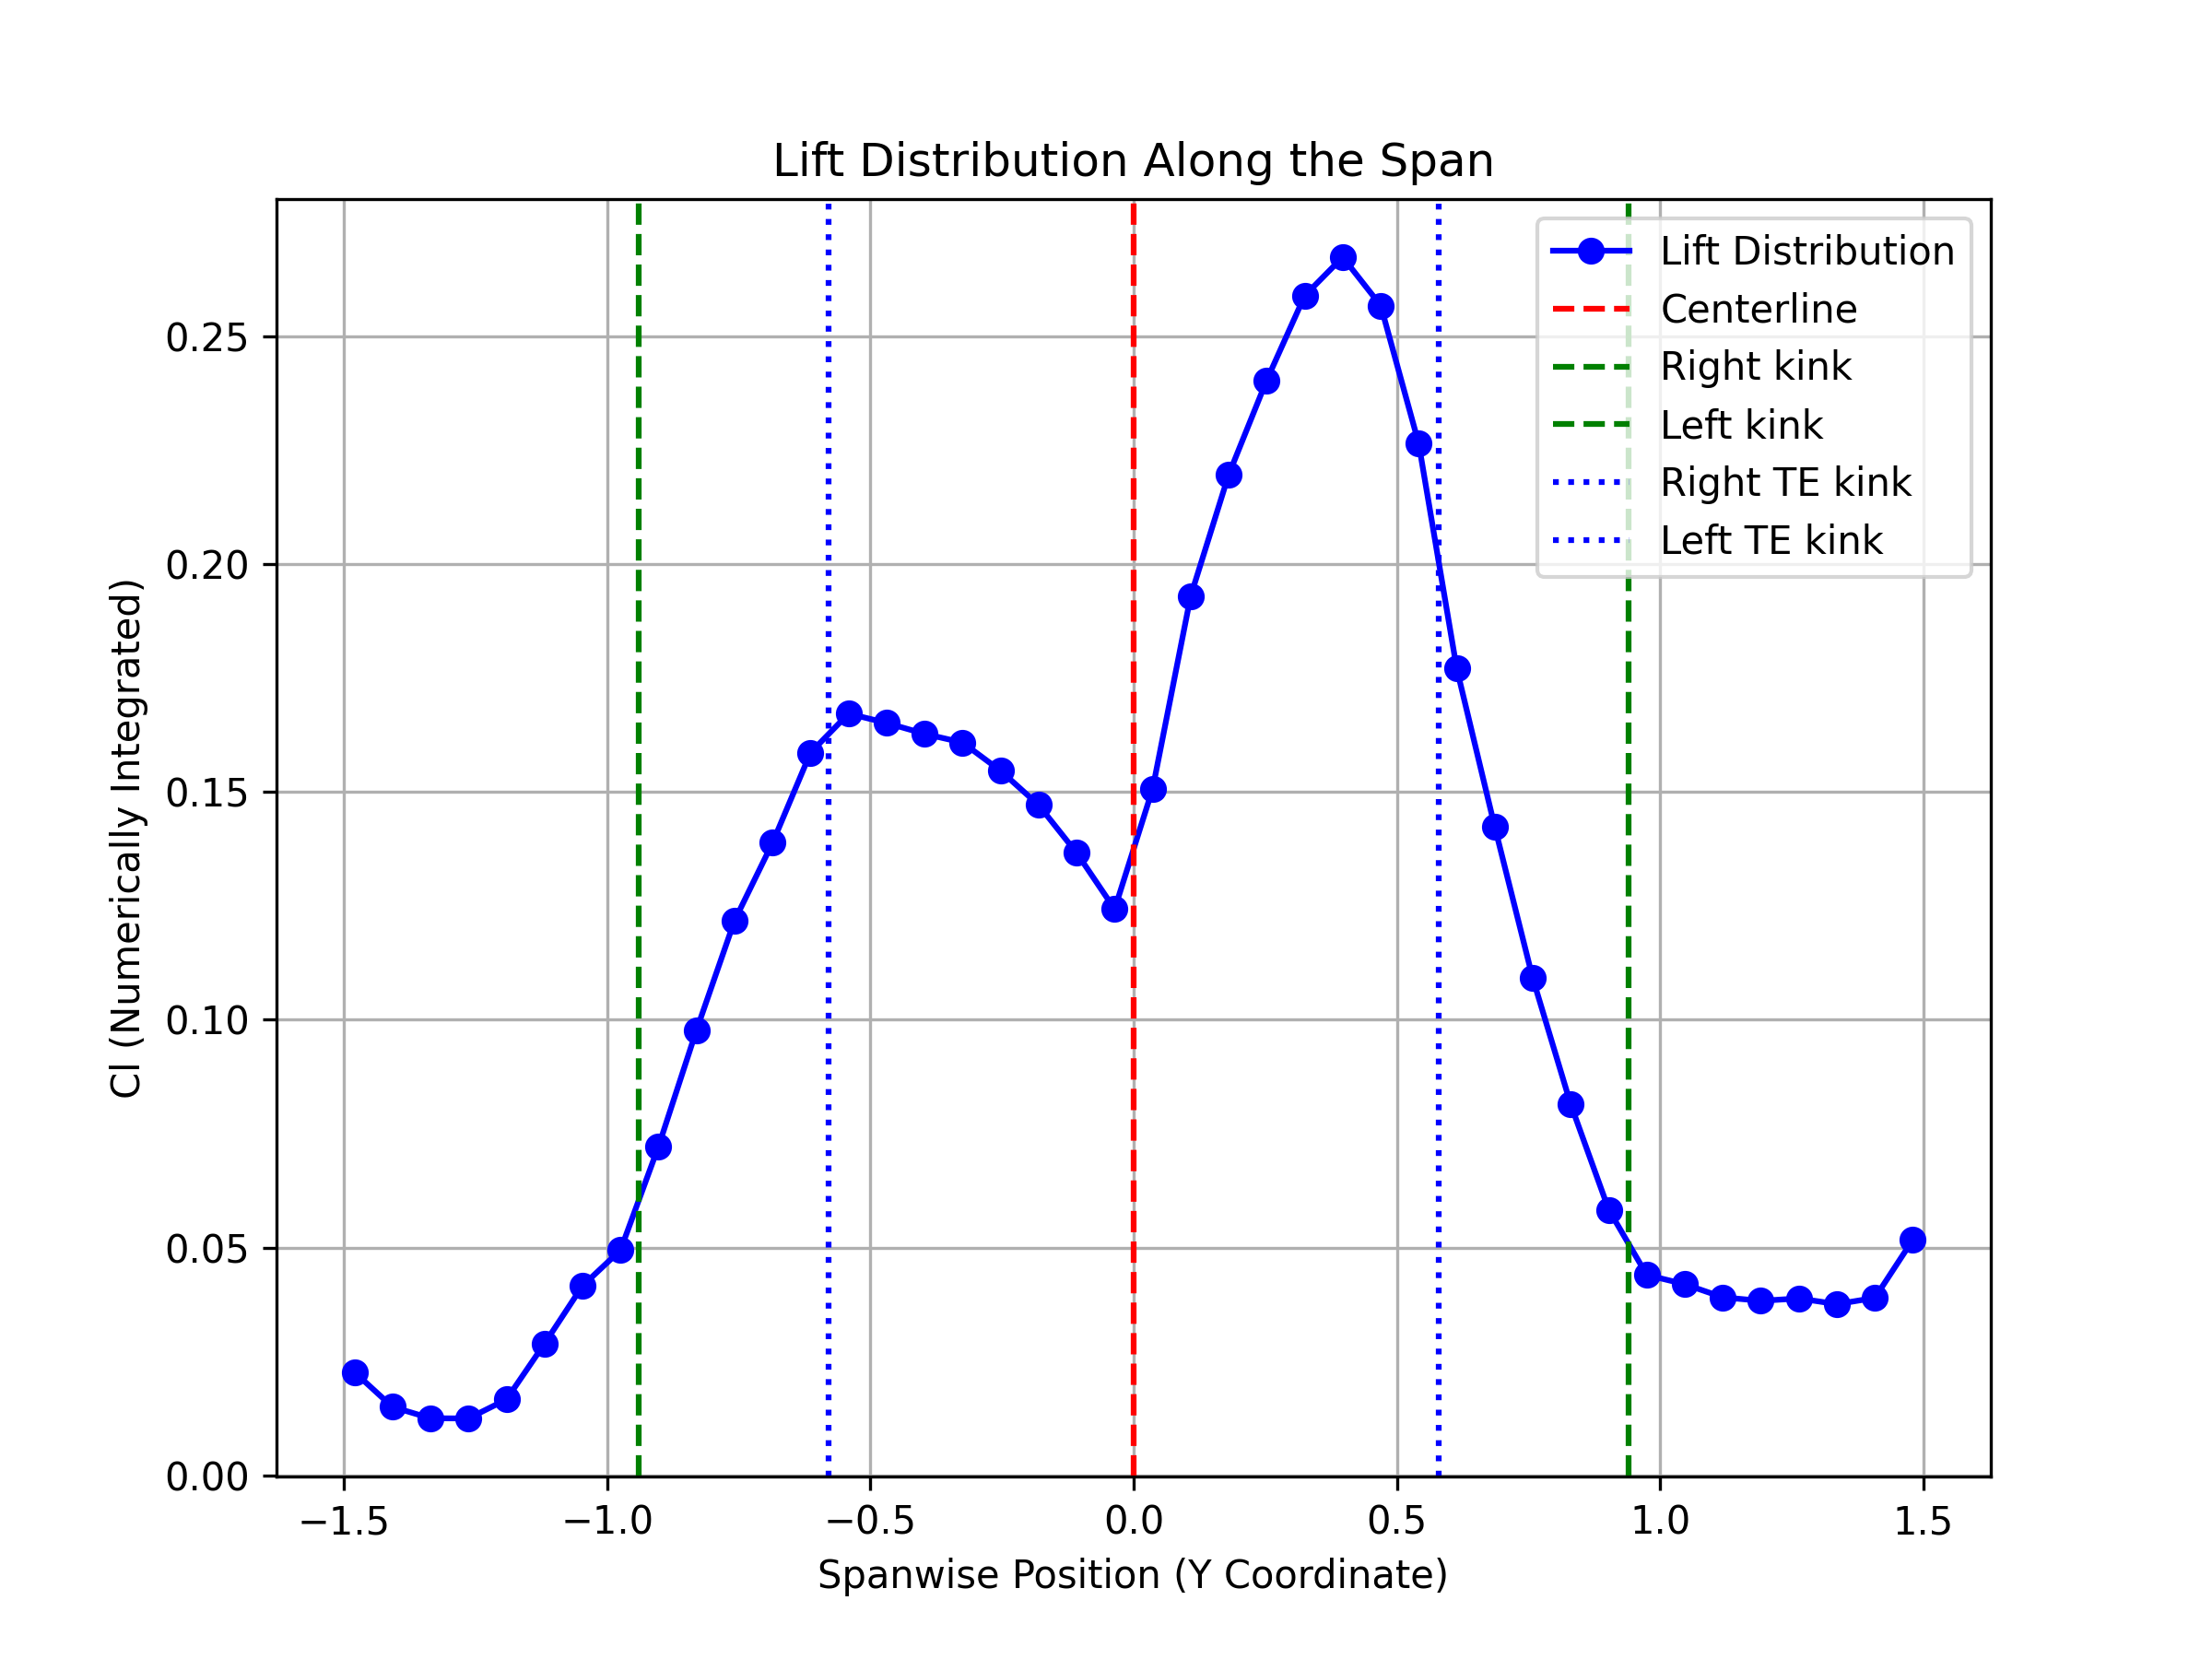 Lift Distribution Along the Span
Cl (Numerically Integrated)
0.25
0.20
0.15
0.10
0.05
0.00
Lift Distribution
Centerline
Right kink
Left kink
Right TE kink
Left TE kink
−1.5 −1.0 −0.5 0.0 0.5 1.0 1.5
Spanwise Position (Y Coordinate)